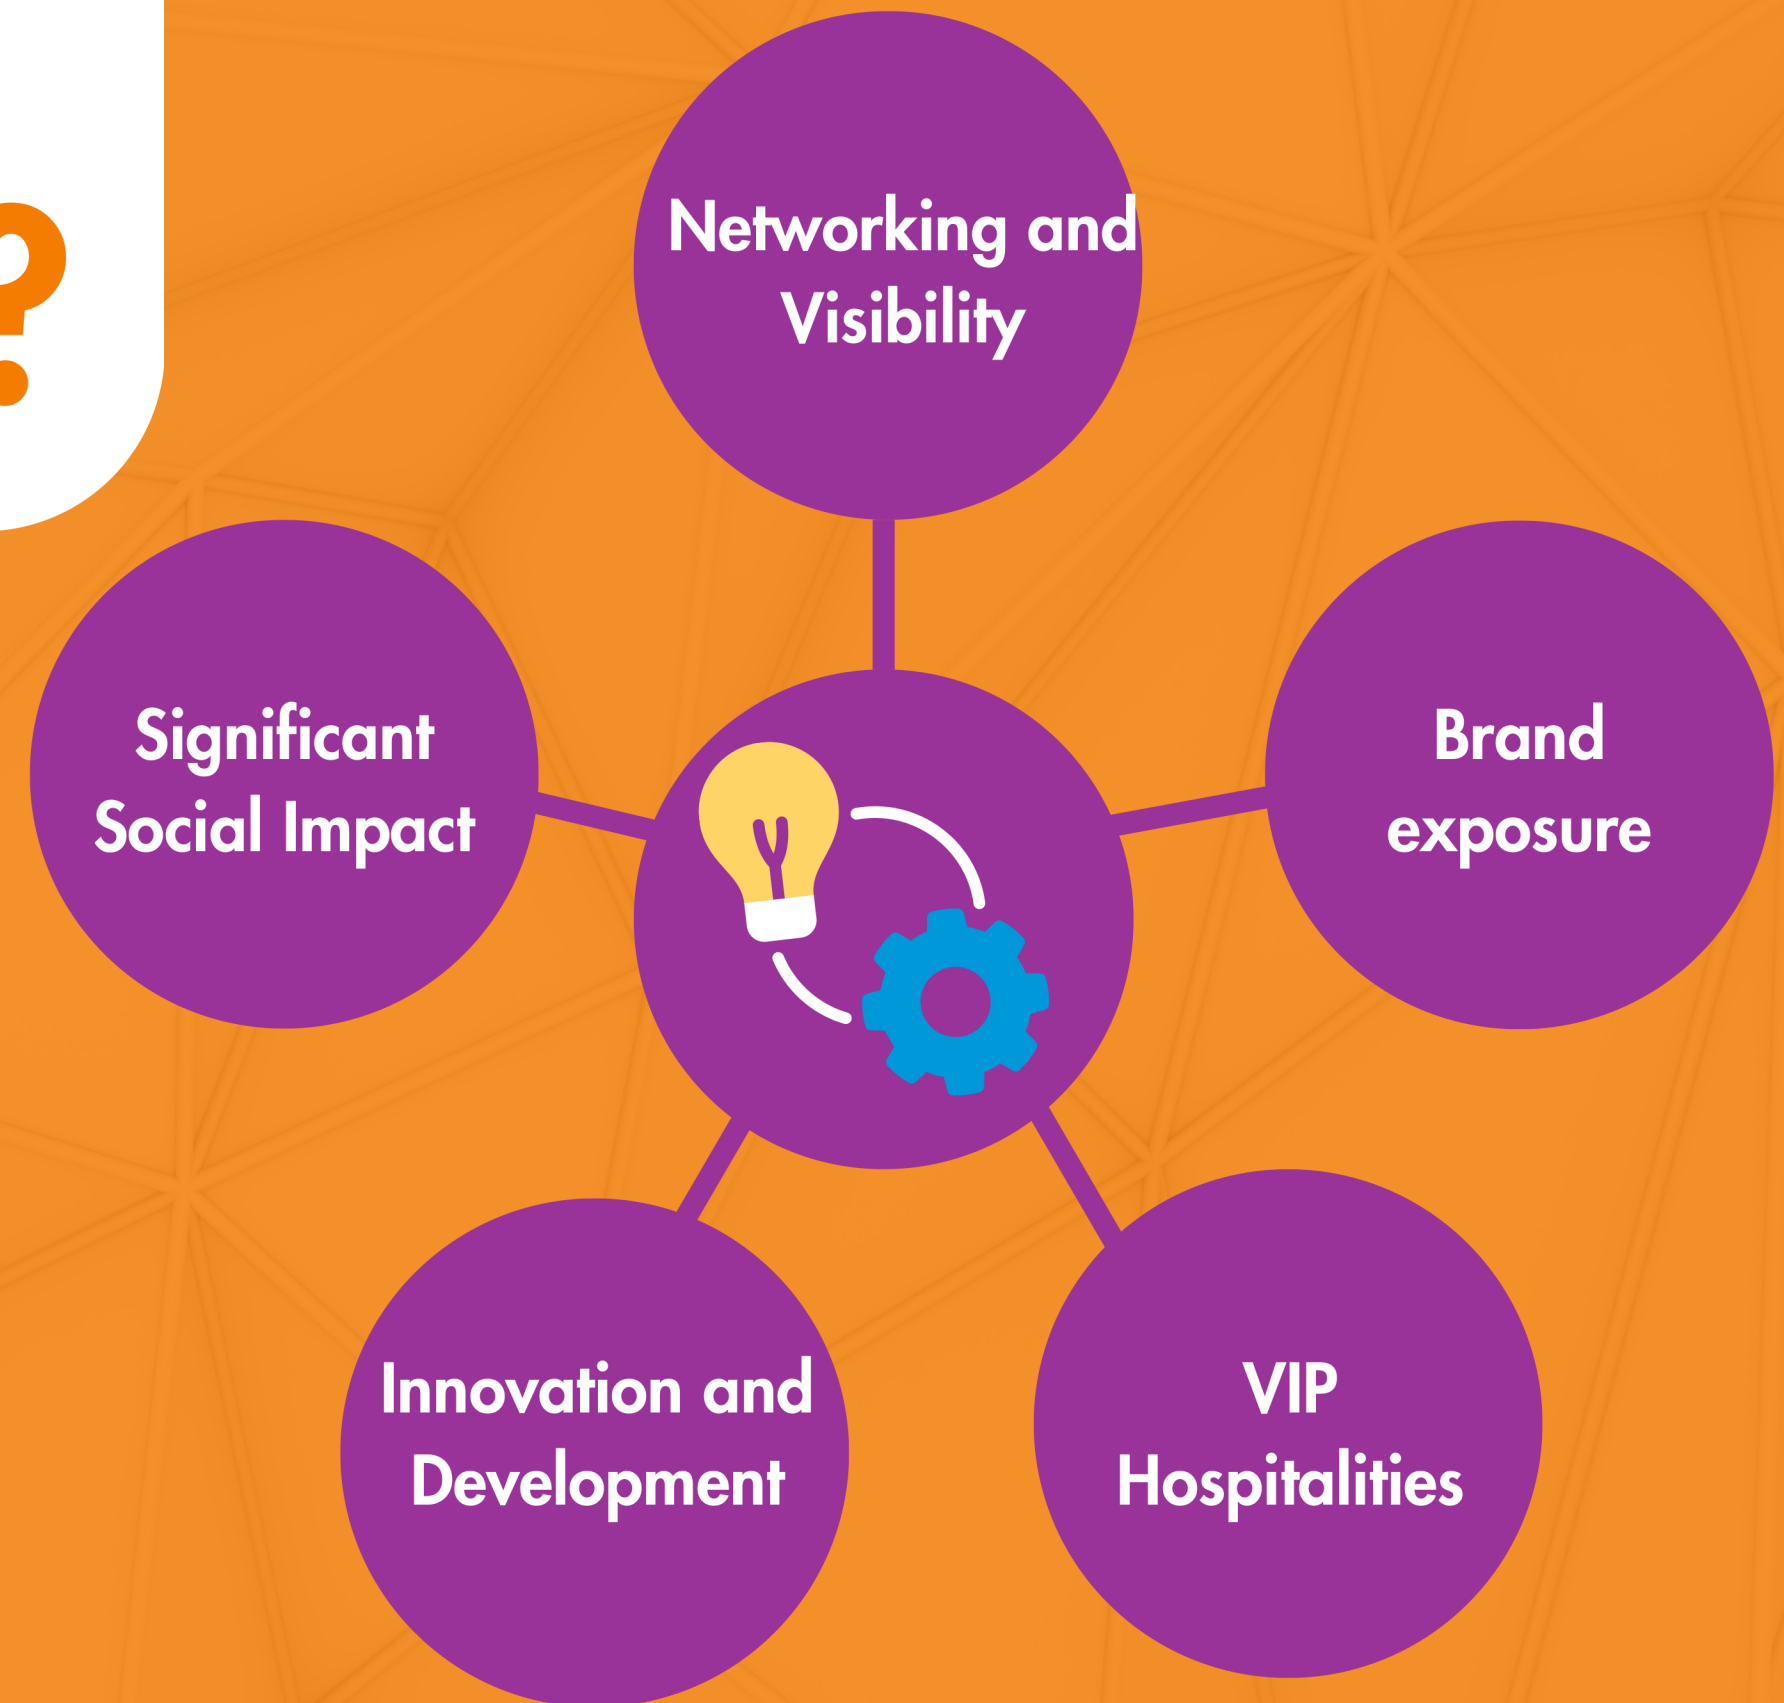 ?
Networking and
Visibility
Significant
Social Impact
Brand
exposure
Innovation and
Development
VIP
Hospitalities